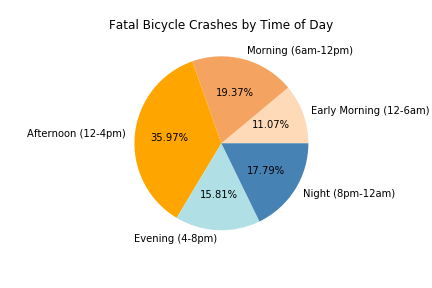 Fatal Bicycle Crashes by Time of Day
Morning (6am-12pm)
19.37%
Early Morning (12-6am)
11.07%
Afternoon (12-4pm)
35.97%
17.79%
Night (8pm-12am)
15.81%
Evening (4-8pm)